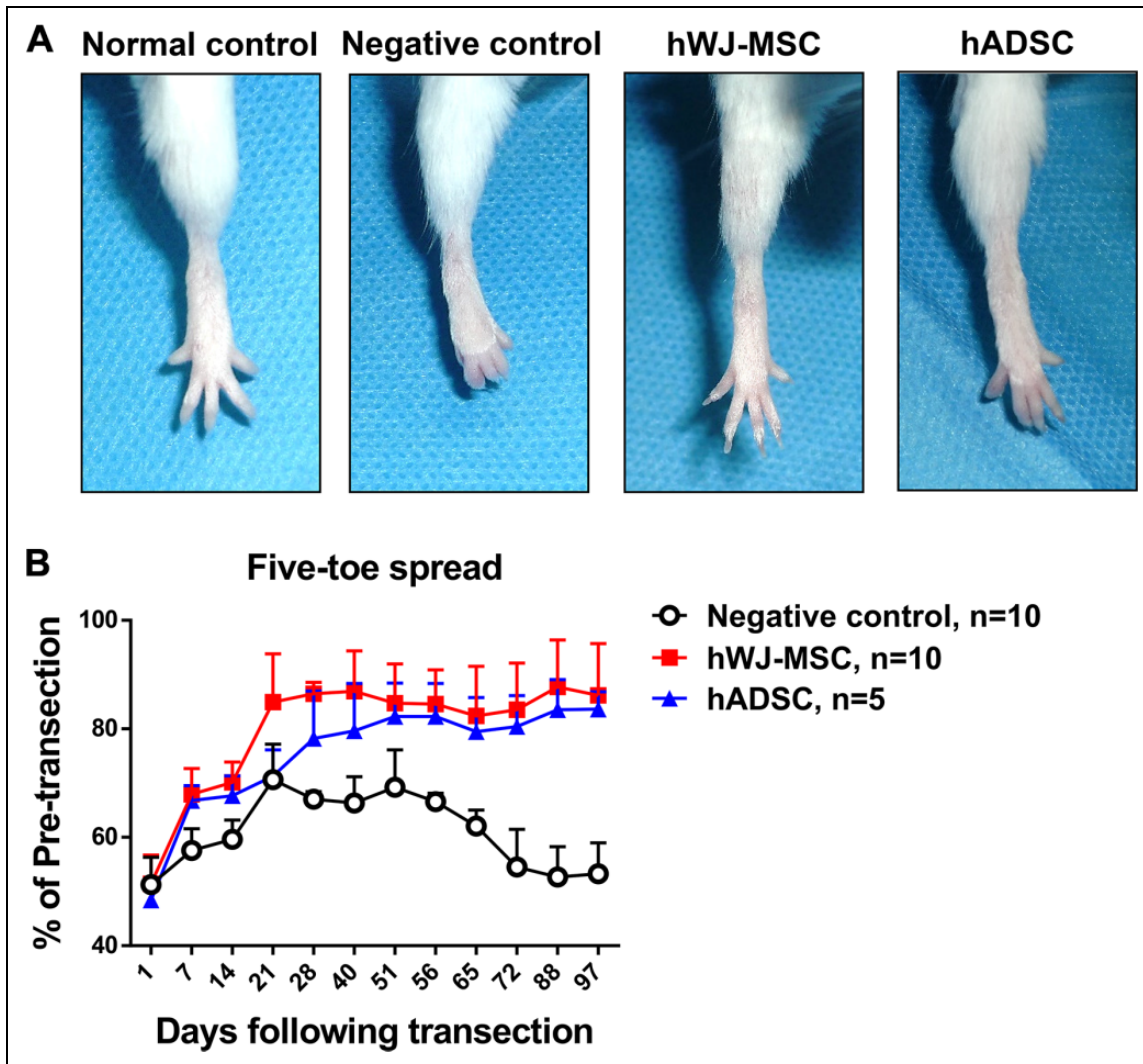 A
Normal control
Negative control
hWJ-MSC
hADSC
B
Five-toe spread
% of Pre-transection
100
80
60
40
1
7
14
21
28
40
51
56
65
72
88
97
Days following transection
Negative control, n=10
hWJ-MSC, n=10
hADSC, n=5